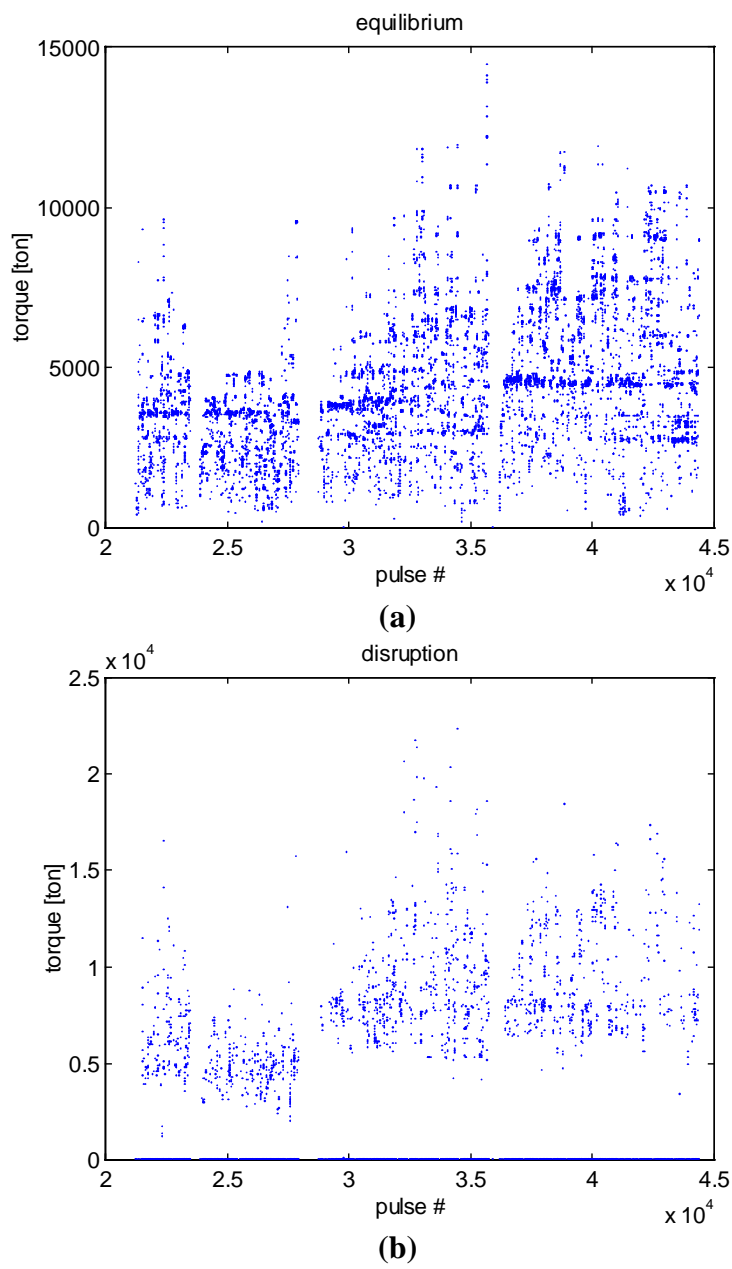 equilibrium
15000
10000
5000
0
torque [ton]
2 2.5 3 3.5 4 4.5
pulse #
x 10^4
(a)
x 10^4
disruption
2.5
2
1.5
1
0.5
0
torque [ton]
2 2.5 3 3.5 4 4.5
pulse #
x 10^4
(b)